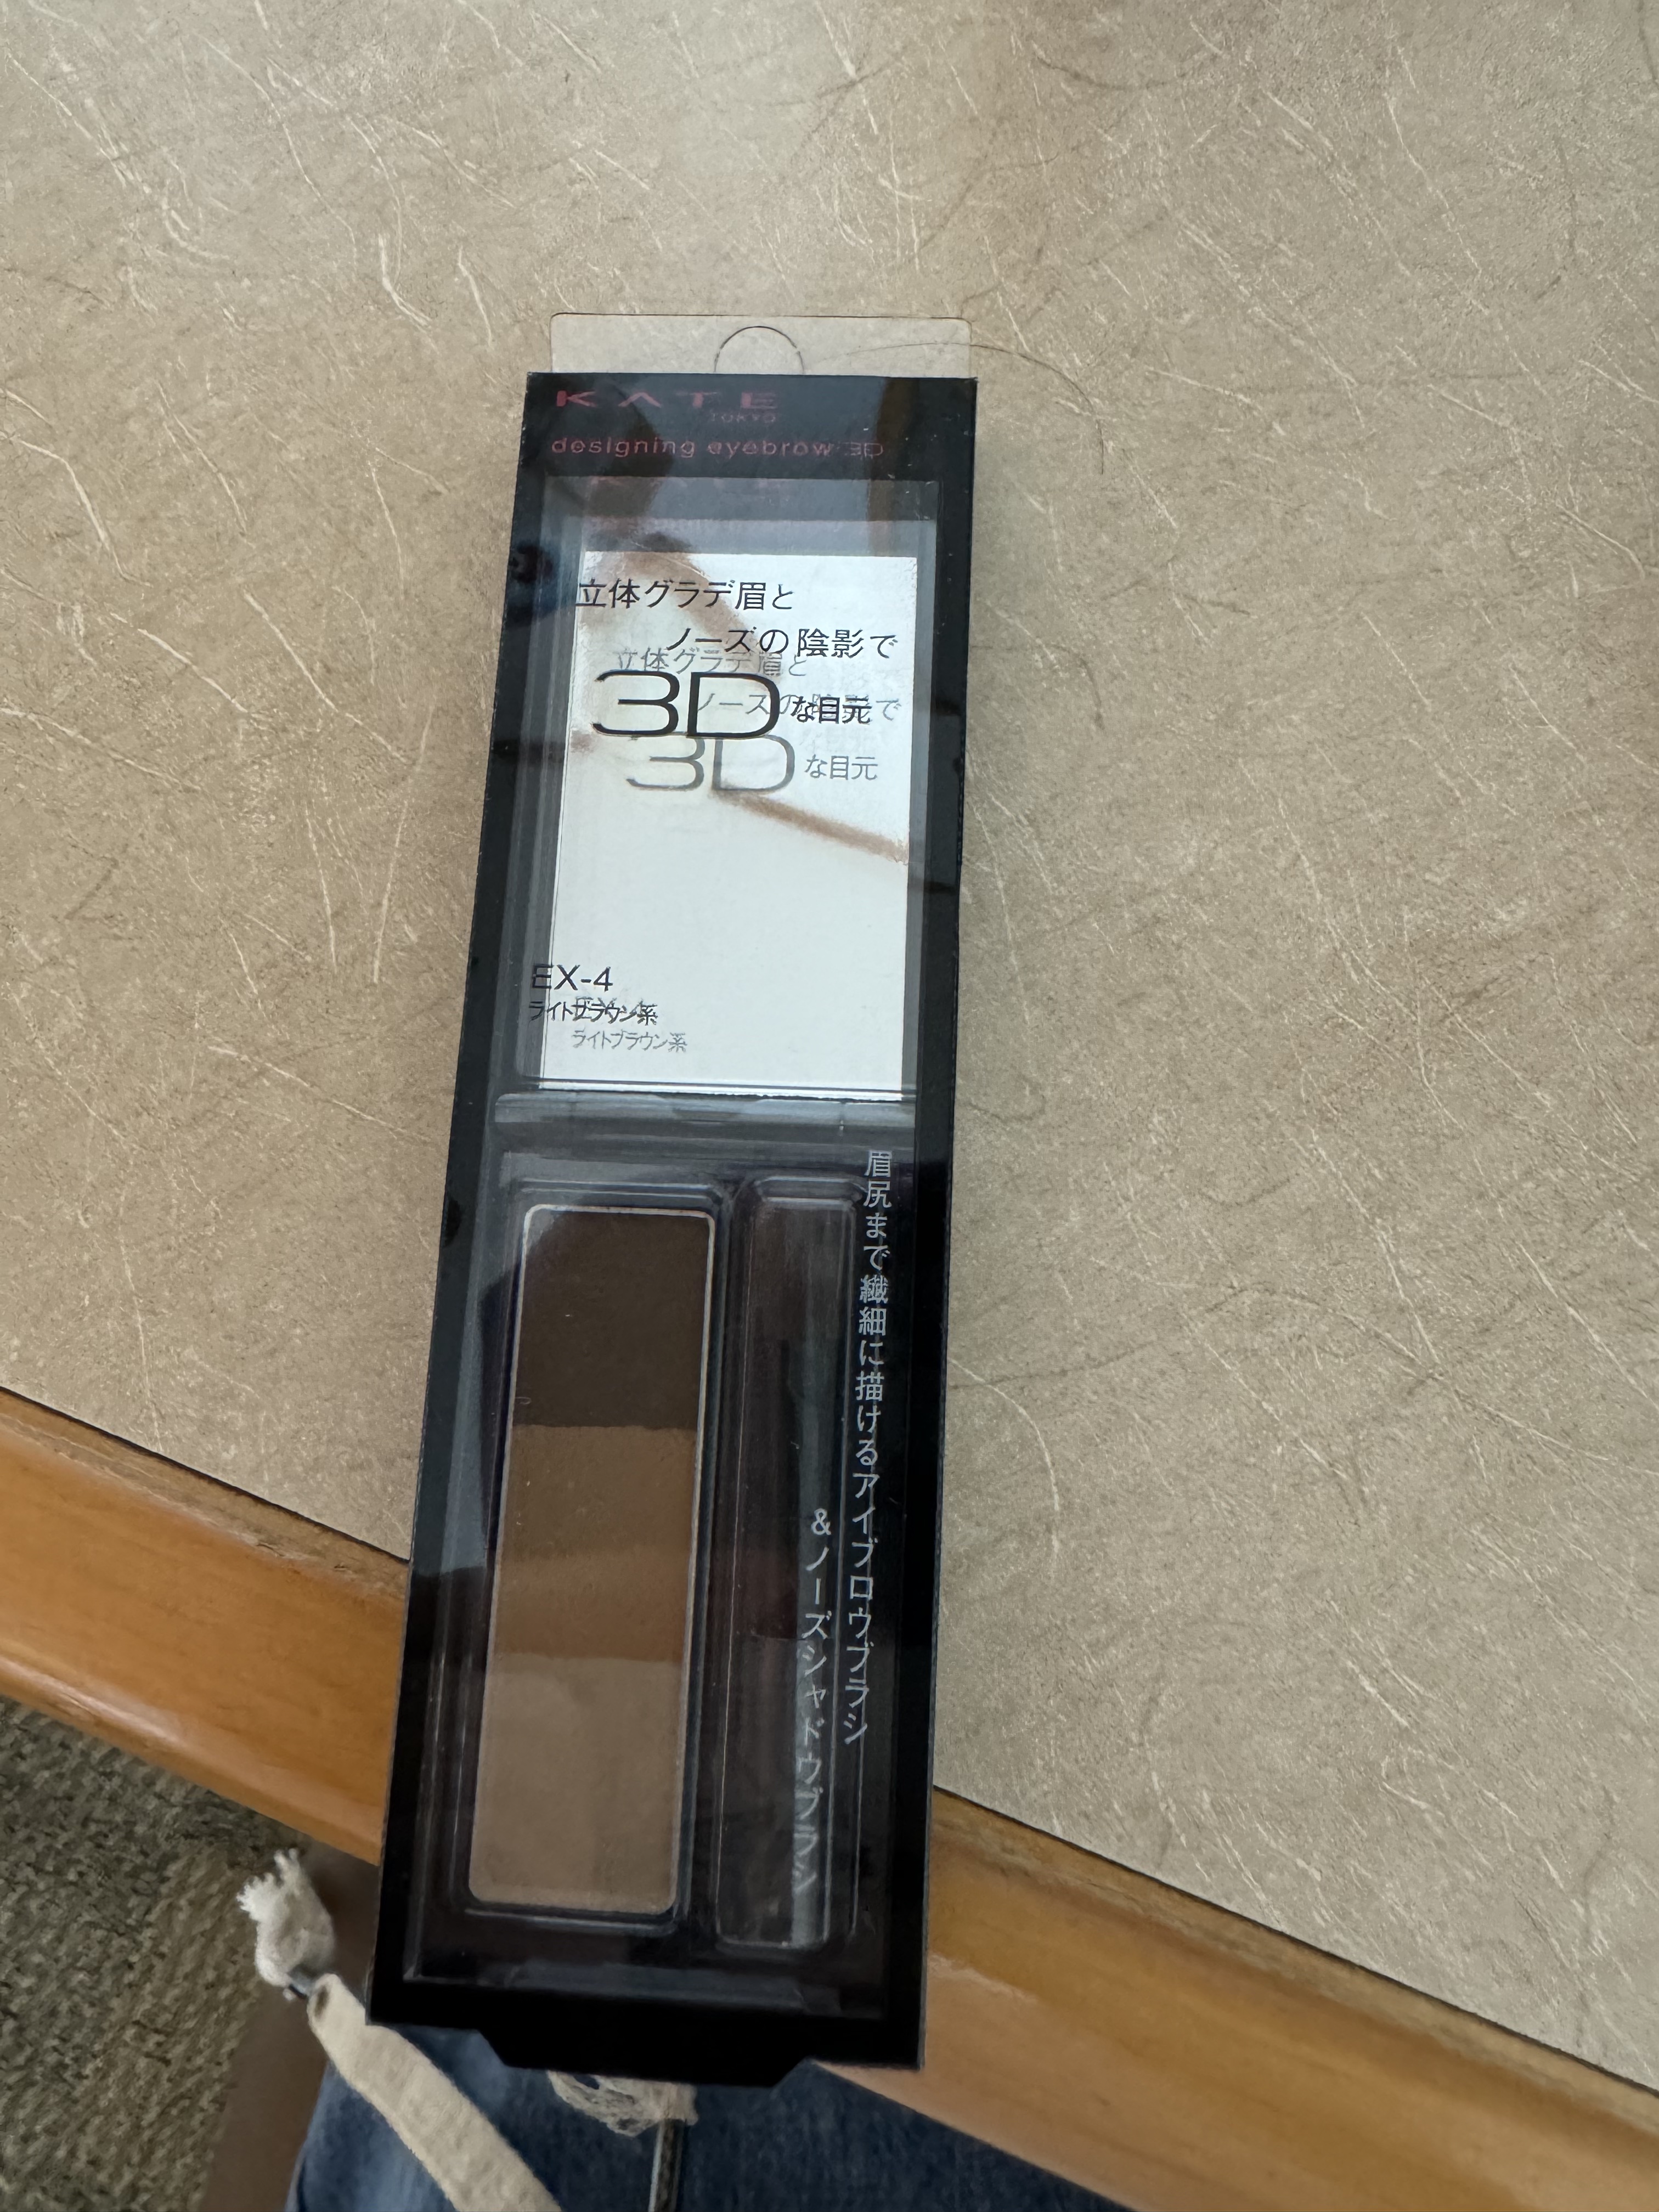 KATE
TOKYO
designing eyebrow 3D
立体グラデ眉と
ノーズの陰影で
3Dな目元
EX-4
ライトブラウン系
眉尻まで繊細に描けるアイブロウブラシ
&ノーズシャドウブラシ